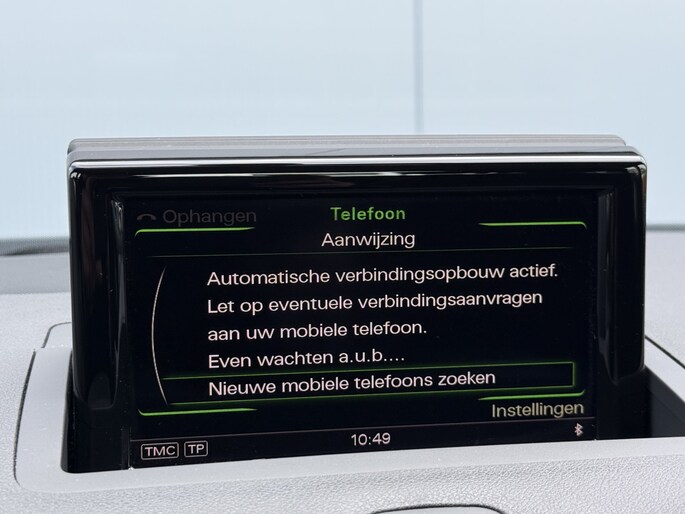 Ophangen
Telefoon
Aanwijzing
Automatische verbindingsopbouw actief.
Let op eventuele verbindingsaanvragen
aan uw mobiele telefoon.
Even wachten a.u.b....
Nieuwe mobiele telefoons zoeken
Instellingen
TMC TP 10:49